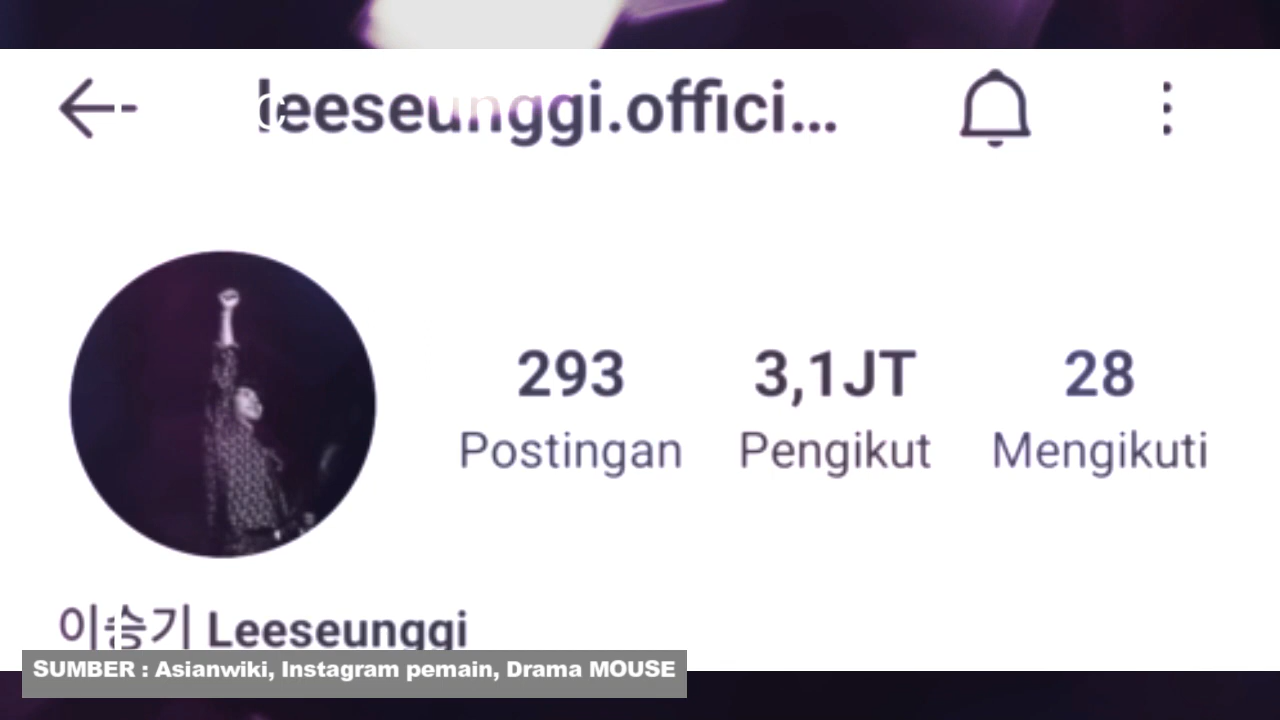 leeseunggi.offici...
293 3,1JT 28
Postingan Pengikut Mengikuti
이승기 Leeseunggi
SUMBER : Asianwiki, Instagram pemain, Drama MOUSE